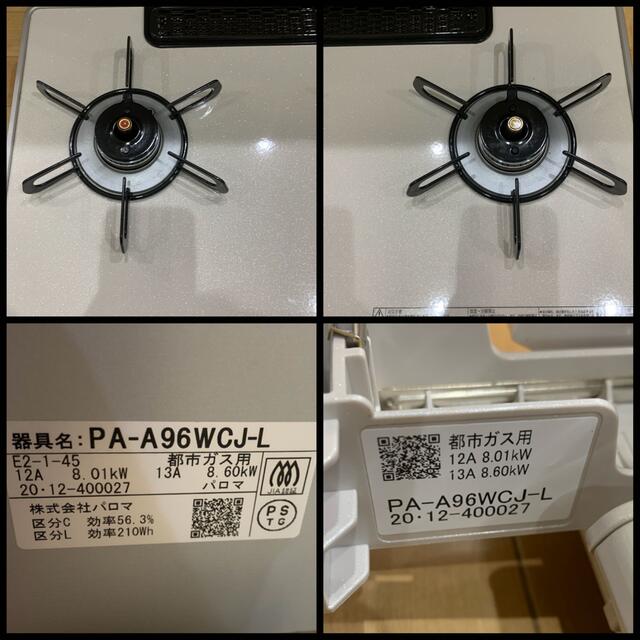 器具名：PA-A96WCJ-L
E2-1-45 都市ガス用
12A 8.01kW 13A 8.60kW
20・12-400027 パロマ
株式会社パロマ
区分C 効率56.3%
区分L 効率210Wh
JIA認証
PS
TG
都市ガス用
12A 8.01kW
13A 8.60kW
PA-A96WCJ-L
20・12-400027